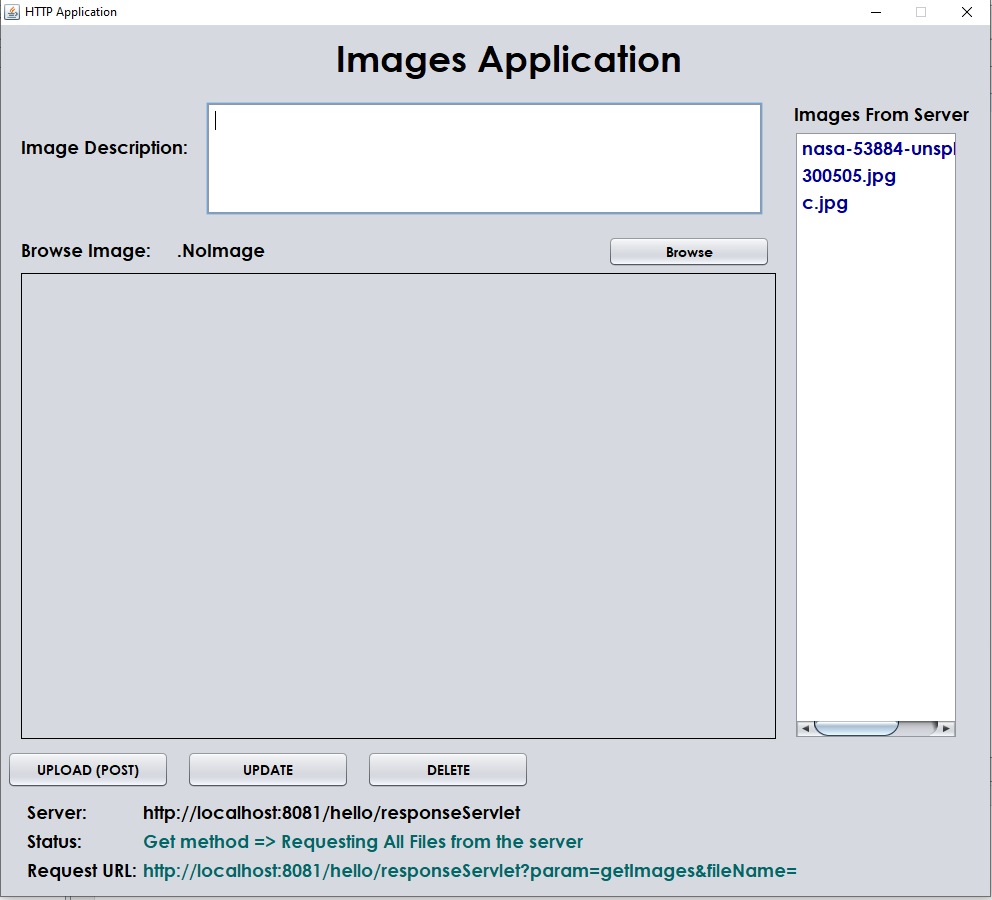 HTTP Application
Images Application
Image Description:
Images From Server
nasa-53884-unspl
300505.jpg
c.jpg
Browse Image: .NoImage
Browse
UPLOAD (POST) UPDATE DELETE
Server: http://localhost:8081/hello/responseServlet
Status: Get method => Requesting All Files from the server
Request URL: http://localhost:8081/hello/responseServlet?param=getImages&fileName=